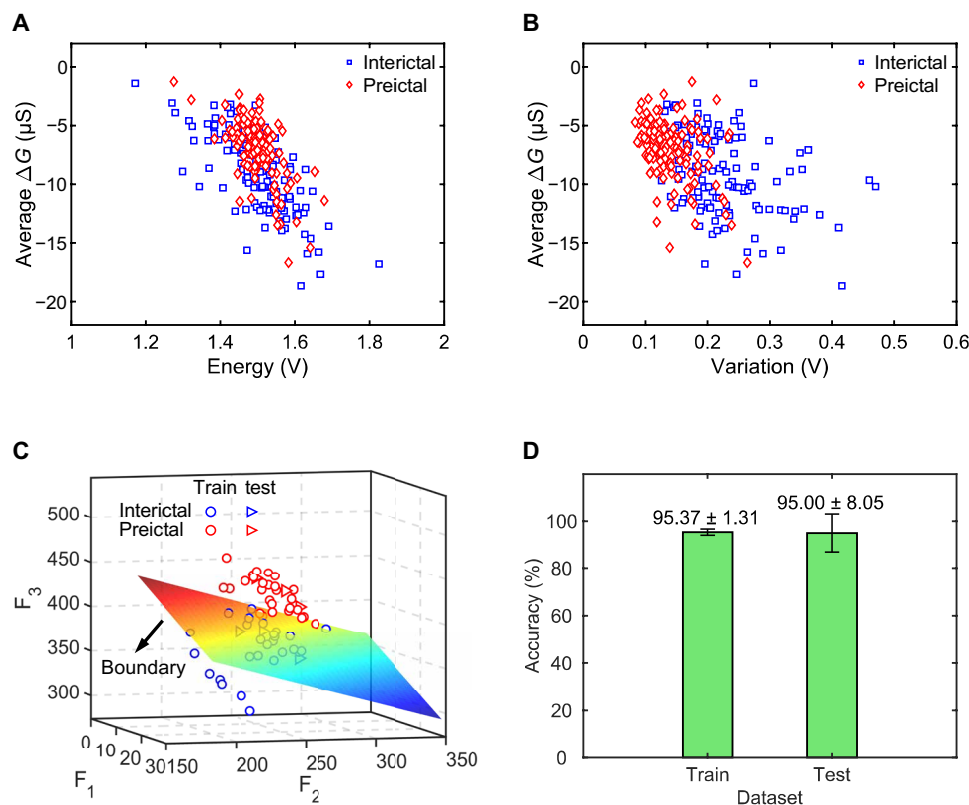 A
Interictal
Preictal
0
−5
−10
−15
−20
Average ΔG (μS)
1
1.2
1.4
1.6
1.8
2
Energy (V)
B
Interictal
Preictal
0
−5
−10
−15
−20
Average ΔG (μS)
0
0.1
0.2
0.3
0.4
0.5
0.6
Variation (V)
C
Train test
Interictal
Preictal
500
450
400
350
300
F3
Boundary
0
10
20
30
F1
150
200
250
300
350
F2
D
95.37 ± 1.31
95.00 ± 8.05
100
80
60
40
20
0
Accuracy (%)
Train
Test
Dataset